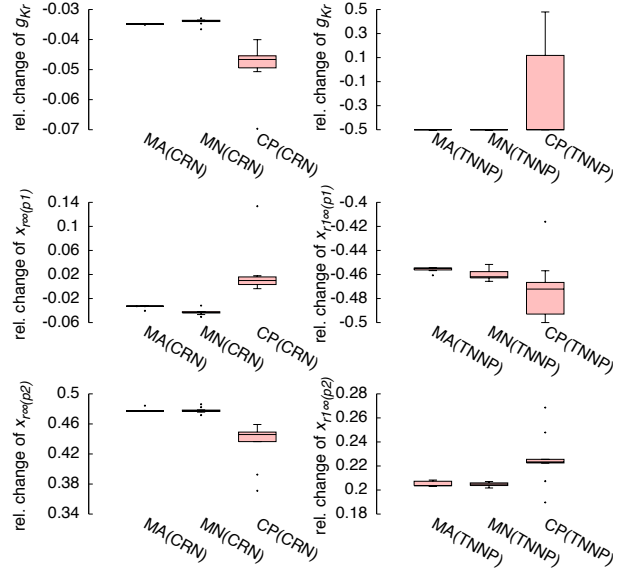 rel. change of g_Kr
-0.03
-0.04
-0.05
-0.06
-0.07
MA(CRN)
MN(CRN)
CP(CRN)
rel. change of g_Kr
0.5
0.3
0.1
-0.1
-0.3
-0.5
MA(TNNP)
MN(TNNP)
CP(TNNP)
rel. change of x_r∞(p1)
0.14
0.1
0.06
0.02
-0.02
-0.06
MA(CRN)
MN(CRN)
CP(CRN)
rel. change of x_r1∞(p1)
-0.4
-0.42
-0.44
-0.46
-0.48
-0.5
MA(TNNP)
MN(TNNP)
CP(TNNP)
rel. change of x_r∞(p2)
0.5
0.46
0.42
0.38
0.34
MA(CRN)
MN(CRN)
CP(CRN)
rel. change of x_r1∞(p2)
0.28
0.26
0.24
0.22
0.2
0.18
MA(TNNP)
MN(TNNP)
CP(TNNP)